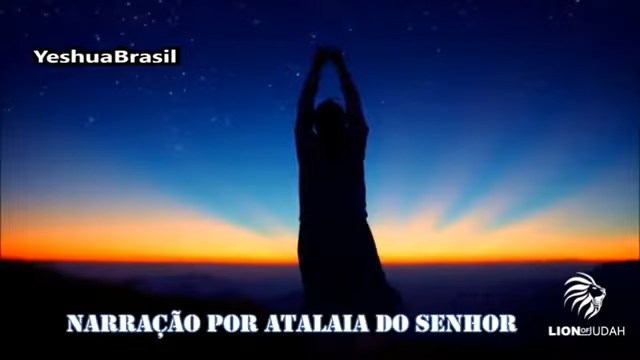 YeshuaBrasil
NARRAÇÃO POR ATALAIA DO SENHOR
LION OF JUDAH